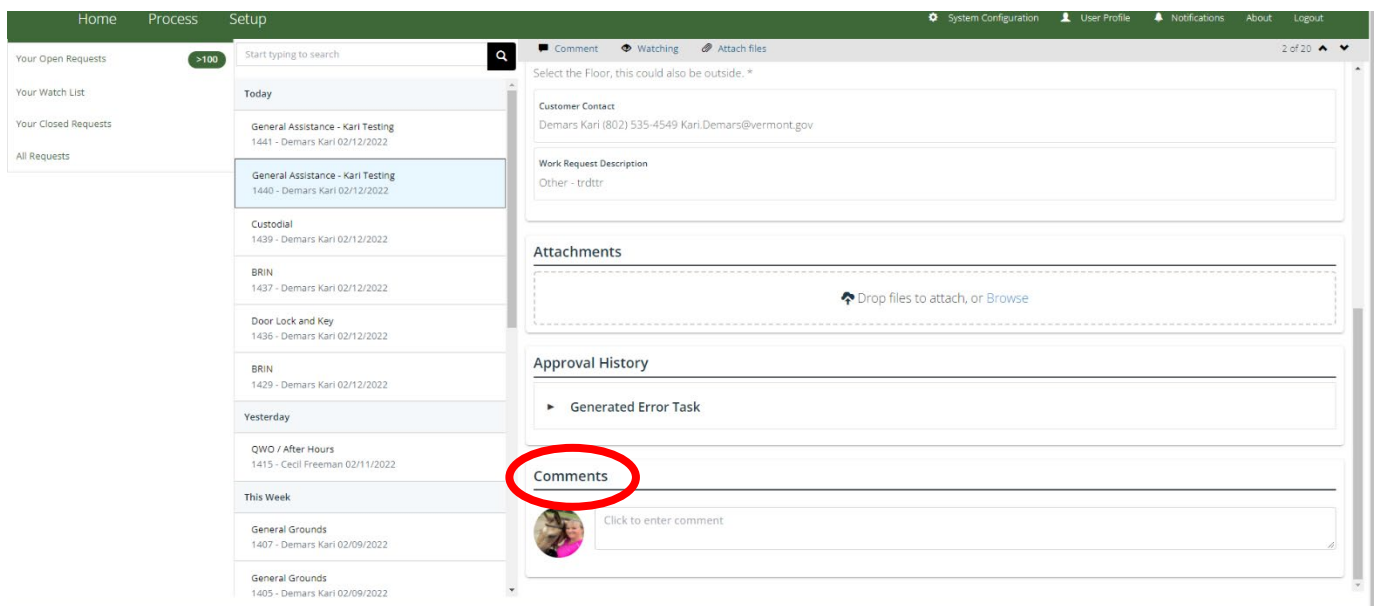 Home Process Setup System Configuration User Profile Notifications About Logout
Your Open Requests >100
Your Watch List
Your Closed Requests
All Requests
Start typing to search
Today
General Assistance - Kari Testing
1441 - Demars Kari 02/12/2022
General Assistance - Kari Testing
1440 - Demars Kari 02/12/2022
Custodial
1439 - Demars Kari 02/12/2022
BRIN
1437 - Demars Kari 02/12/2022
Door Lock and Key
1436 - Demars Kari 02/12/2022
BRIN
1429 - Demars Kari 02/12/2022
Yesterday
QWO / After Hours
1415 - Cecil Freeman 02/11/2022
This Week
General Grounds
1407 - Demars Kari 02/09/2022
General Grounds
1405 - Demars Kari 02/09/2022
Comment Watching Attach files 2 of 20
Select the Floor, this could also be outside. *
Customer Contact
Demars Kari (802) 535-4549 Kari.Demars@vermont.gov
Work Request Description
Other - trdttr
Attachments
Drop files to attach, or Browse
Approval History
Generated Error Task
Comments
Click to enter comment